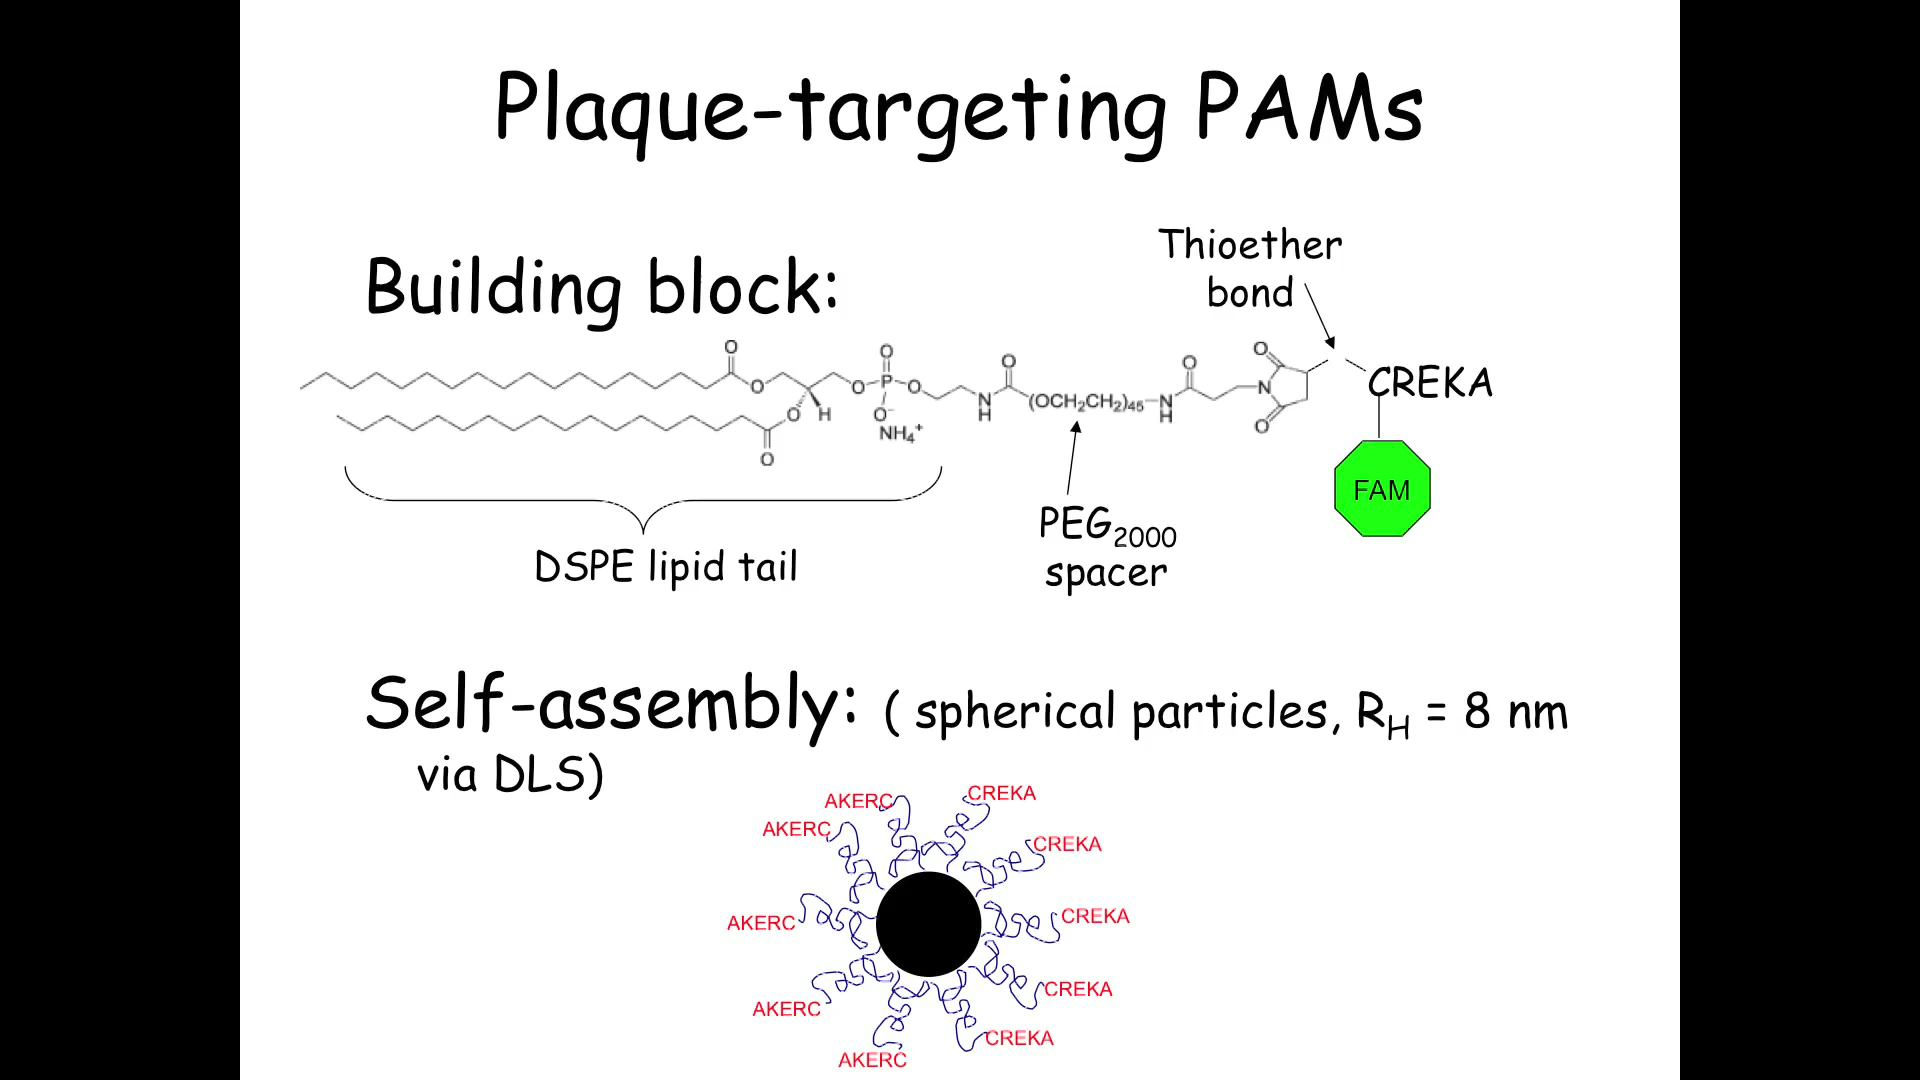 Plaque-targeting PAMs
Thioether
bond
Building block:
O
O
O
O
H
O
O
P
O
O
O⁻
NH₄⁺
N
H
O
(OCH₂CH₂)₄₅
N
H
O
N
O
O
CREKA
FAM
DSPE lipid tail
PEG₂₀₀₀
spacer
Self-assembly: ( spherical particles, R_H = 8 nm
via DLS)
AKERC
CREKA
AKERC
CREKA
AKERC
CREKA
AKERC
CREKA
AKERC
CREKA